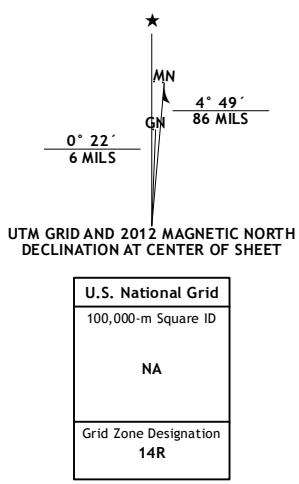 ★
MN
4° 49´
86 MILS
GN
0° 22´
6 MILS
UTM GRID AND 2012 MAGNETIC NORTH
DECLINATION AT CENTER OF SHEET
U.S. National Grid
100,000-m Square ID
NA
Grid Zone Designation
14R